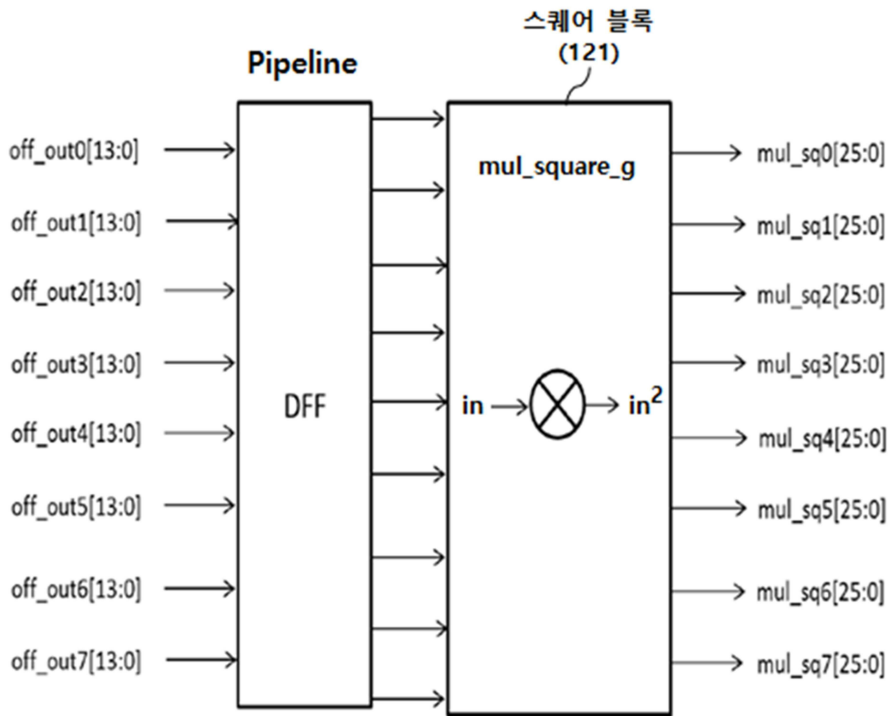 스퀘어 블록
(121)
Pipeline
off_out0[13:0]
off_out1[13:0]
off_out2[13:0]
off_out3[13:0]
off_out4[13:0]
off_out5[13:0]
off_out6[13:0]
off_out7[13:0]
DFF
mul_square_g
in
in²
mul_sq0[25:0]
mul_sq1[25:0]
mul_sq2[25:0]
mul_sq3[25:0]
mul_sq4[25:0]
mul_sq5[25:0]
mul_sq6[25:0]
mul_sq7[25:0]